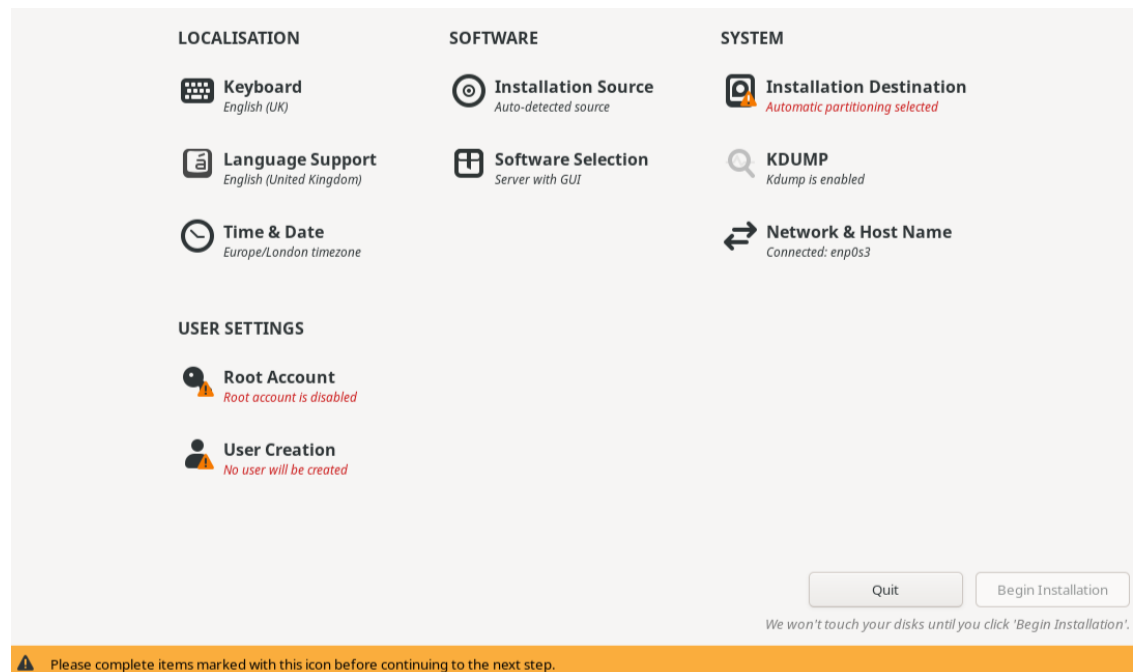 LOCALISATION
Keyboard
English (UK)
Language Support
English (United Kingdom)
Time & Date
Europe/London timezone
SOFTWARE
Installation Source
Auto-detected source
Software Selection
Server with GUI
SYSTEM
Installation Destination
Automatic partitioning selected
KDUMP
Kdump is enabled
Network & Host Name
Connected: enp0s3
USER SETTINGS
Root Account
Root account is disabled
User Creation
No user will be created
Quit
Begin Installation
We won't touch your disks until you click 'Begin Installation'.
Please complete items marked with this icon before continuing to the next step.